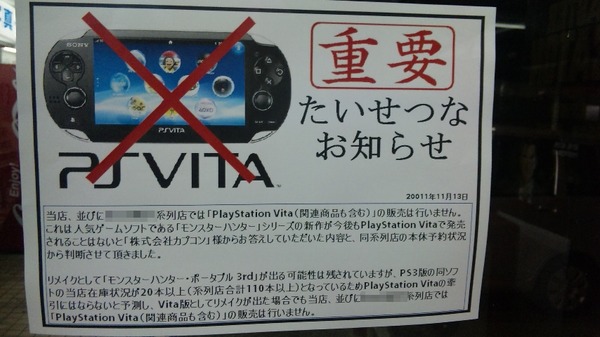 SONY
PSVITA
PSVITA
重要
たいせつな
お知らせ
20011年11月13日
当店、並びに 系列店では「PlayStation Vita(関連商品も含む)」の販売は行いません。
これは人気ゲームソフトである「モンスターハンター」シリーズの新作が今後もPlayStation Vitaで発売
されることはないと「株式会社カプコン」様からお答えしていただいた内容と、同系列店の本体予約状況
から判断させて頂きました。
リメイクとして「モンスターハンター・ポータブル 3rd」が出る可能性は残されていますが、PS3版の同ソフ
トの当店在庫状況が20本以上(系列店合計110本以上)となっているためPlayStation Vitaの牽
引にはならないと予測し、Vita版としてリメイクが出た場合でも当店、並びに 系列店では
「PlayStation Vita(関連商品も含む)」の販売は行いません。
Enjoy!